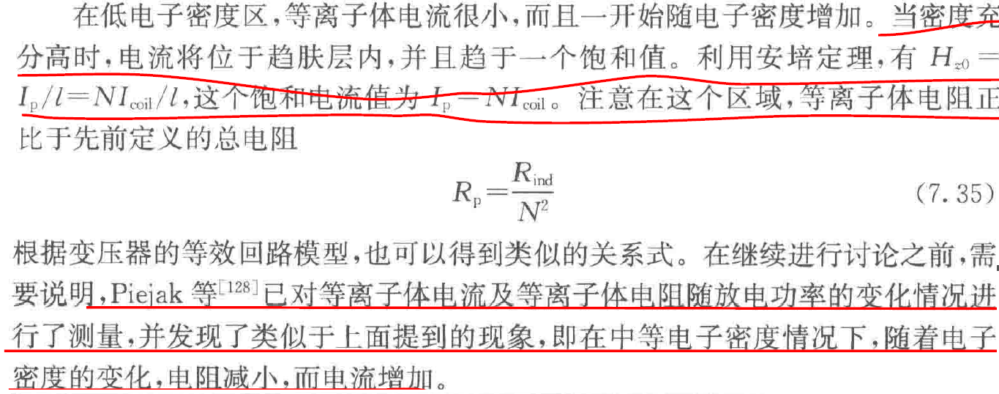 在低电子密度区,等离子体电流很小,而且一开始随电子密度增加。当密度充
分高时,电流将位于趋肤层内,并且趋于一个饱和值。利用安培定理,有 H_{z0} =
I_p/l=NI_{coil}/l,这个饱和电流值为 I_p=NI_{coil}。注意在这个区域,等离子体电阻正
比于先前定义的总电阻
R_p = \frac{R_{ind}}{N^2} (7.35)
根据变压器的等效回路模型,也可以得到类似的关系式。在继续进行讨论之前,需
要说明,Piejak 等[128]已对等离子体电流及等离子体电阻随放电功率的变化情况进
行了测量,并发现了类似于上面提到的现象,即在中等电子密度情况下,随着电子
密度的变化,电阻减小,而电流增加。